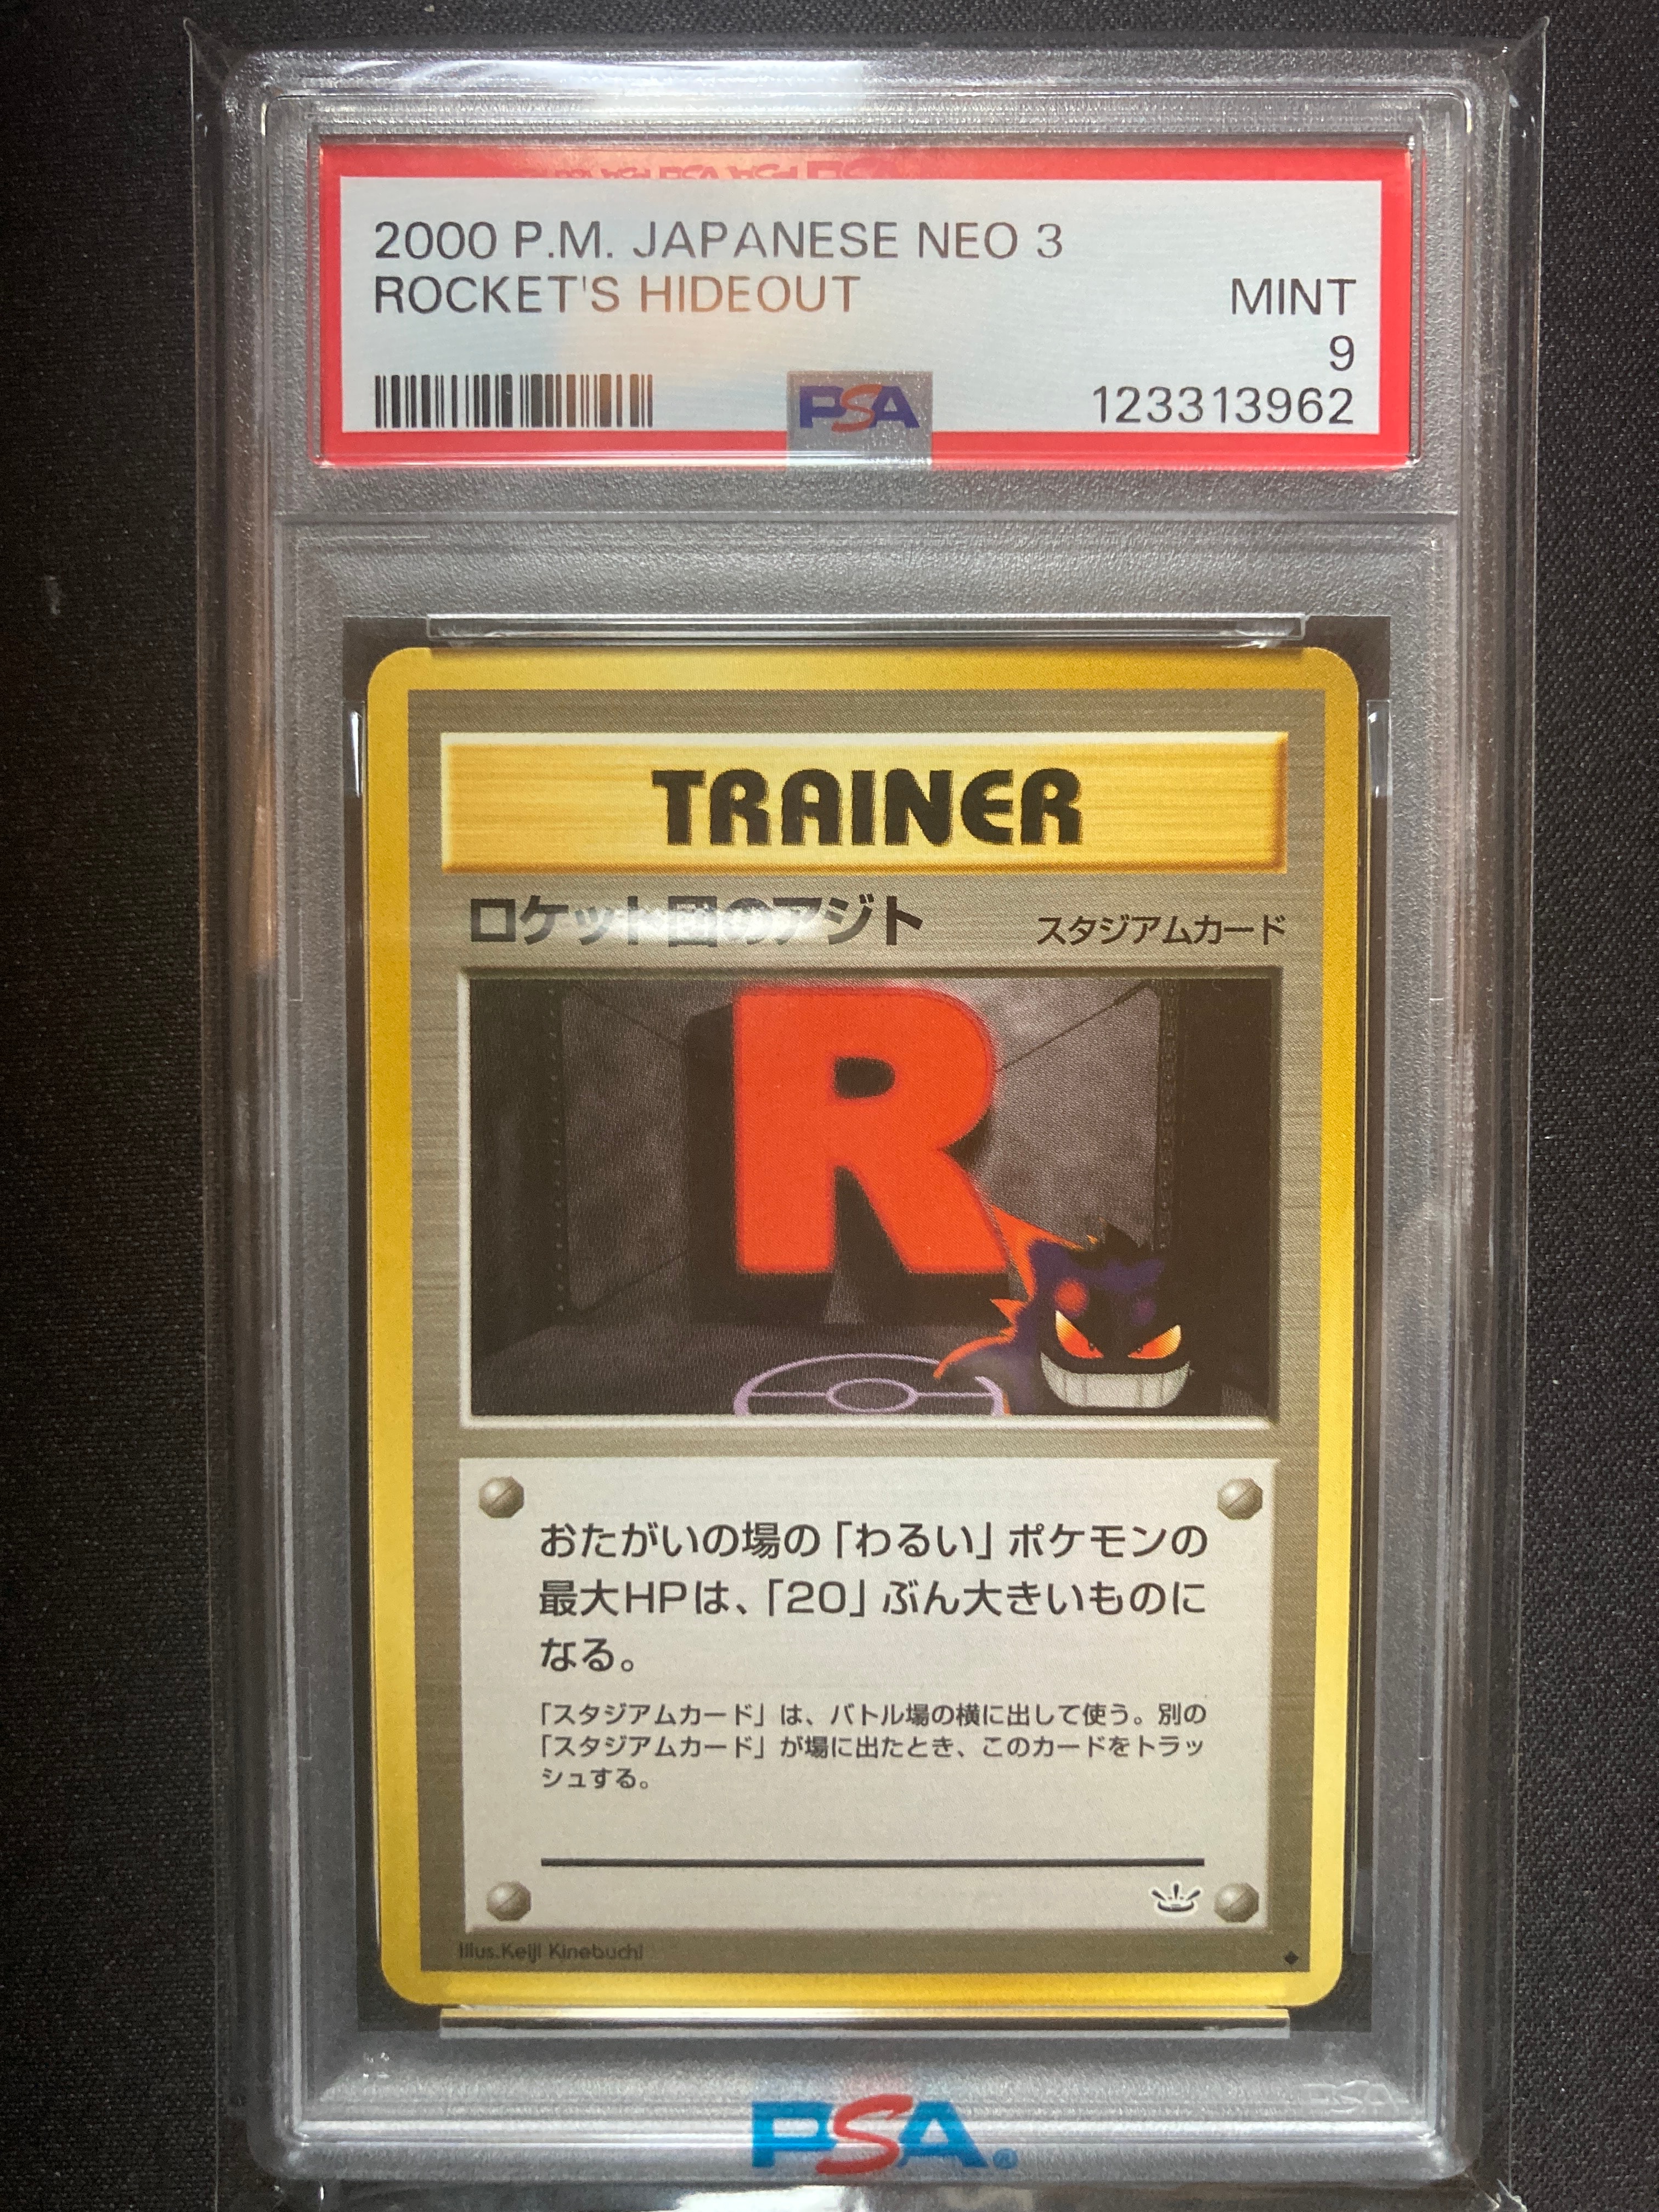 2000 P.M. JAPANESE NEO 3
ROCKET'S HIDEOUT
MINT
9
PSA
123313962
TRAINER
ロケット団のアジト
スタジアムカード
R
おたがいの場の「わるい」ポケモンの
最大HPは、「20」ぶん大きいものに
なる。
「スタジアムカード」は、バトル場の横に出して使う。別の
「スタジアムカード」が場に出たとき、このカードをトラッ
シュする。
Illus.Keiji Kinebuchi
PSA®